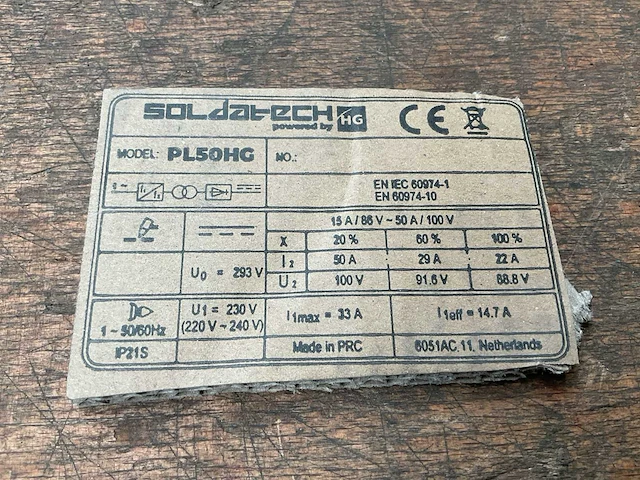 SOLDATECH HG CE
powered by
MODEL: PL50HG NO.:
EN IEC 60974-1
EN 60974-10
15 A / 86 V ~ 50 A / 100 V
X 20 % 60 % 100 %
I2 50 A 29 A 22 A
U0 = 293 V U2 100 V 91.6 V 88.8 V
U1 = 230 V I1max = 33 A I1eff = 14.7 A
1 ~ 50/60Hz (220 V ~ 240 V)
IP21S Made in PRC 6051AC 11, Netherlands